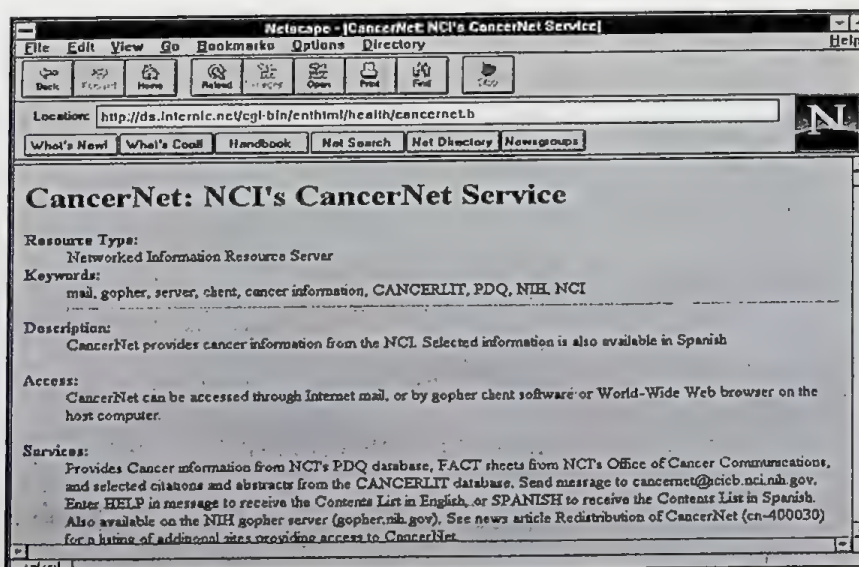 Netscape - [CancerNet: NCI's CancerNet Service]
File Edit View Go Bookmarks Options Directory Help
Back Forward Home Reload Images Open Print Find Stop
Location: http://ds.internic.net/cgi-bin/enthtml/health/cancernet.b
What's New! What's Cool! Handbook Net Search Net Directory Newsgroups
N
CancerNet: NCI's CancerNet Service
Resource Type:
Networked Information Resource Server
Keywords:
mail, gopher, server, client, cancer information, CANCERLIT, PDQ, NIH, NCI
Description:
CancerNet provides cancer information from the NCI. Selected information is also available in Spanish
Access:
CancerNet can be accessed through Internet mail, or by gopher client software or World-Wide Web browser on the
host computer.
Services:
Provides Cancer information from NCI's PDQ database, FACT sheets from NCI's Office of Cancer Communications,
and selected citations and abstracts from the CANCERLIT database. Send message to cancernet@icicb.nci.nih.gov.
Enter HELP in message to receive the Contents List in English, or SPANISH to receive the Contents List in Spanish.
Also available on the NIH gopher server (gopher.nih.gov). See news article Redistribution of CancerNet (cn-400030)
for a listing of additional sites providing access to CancerNet